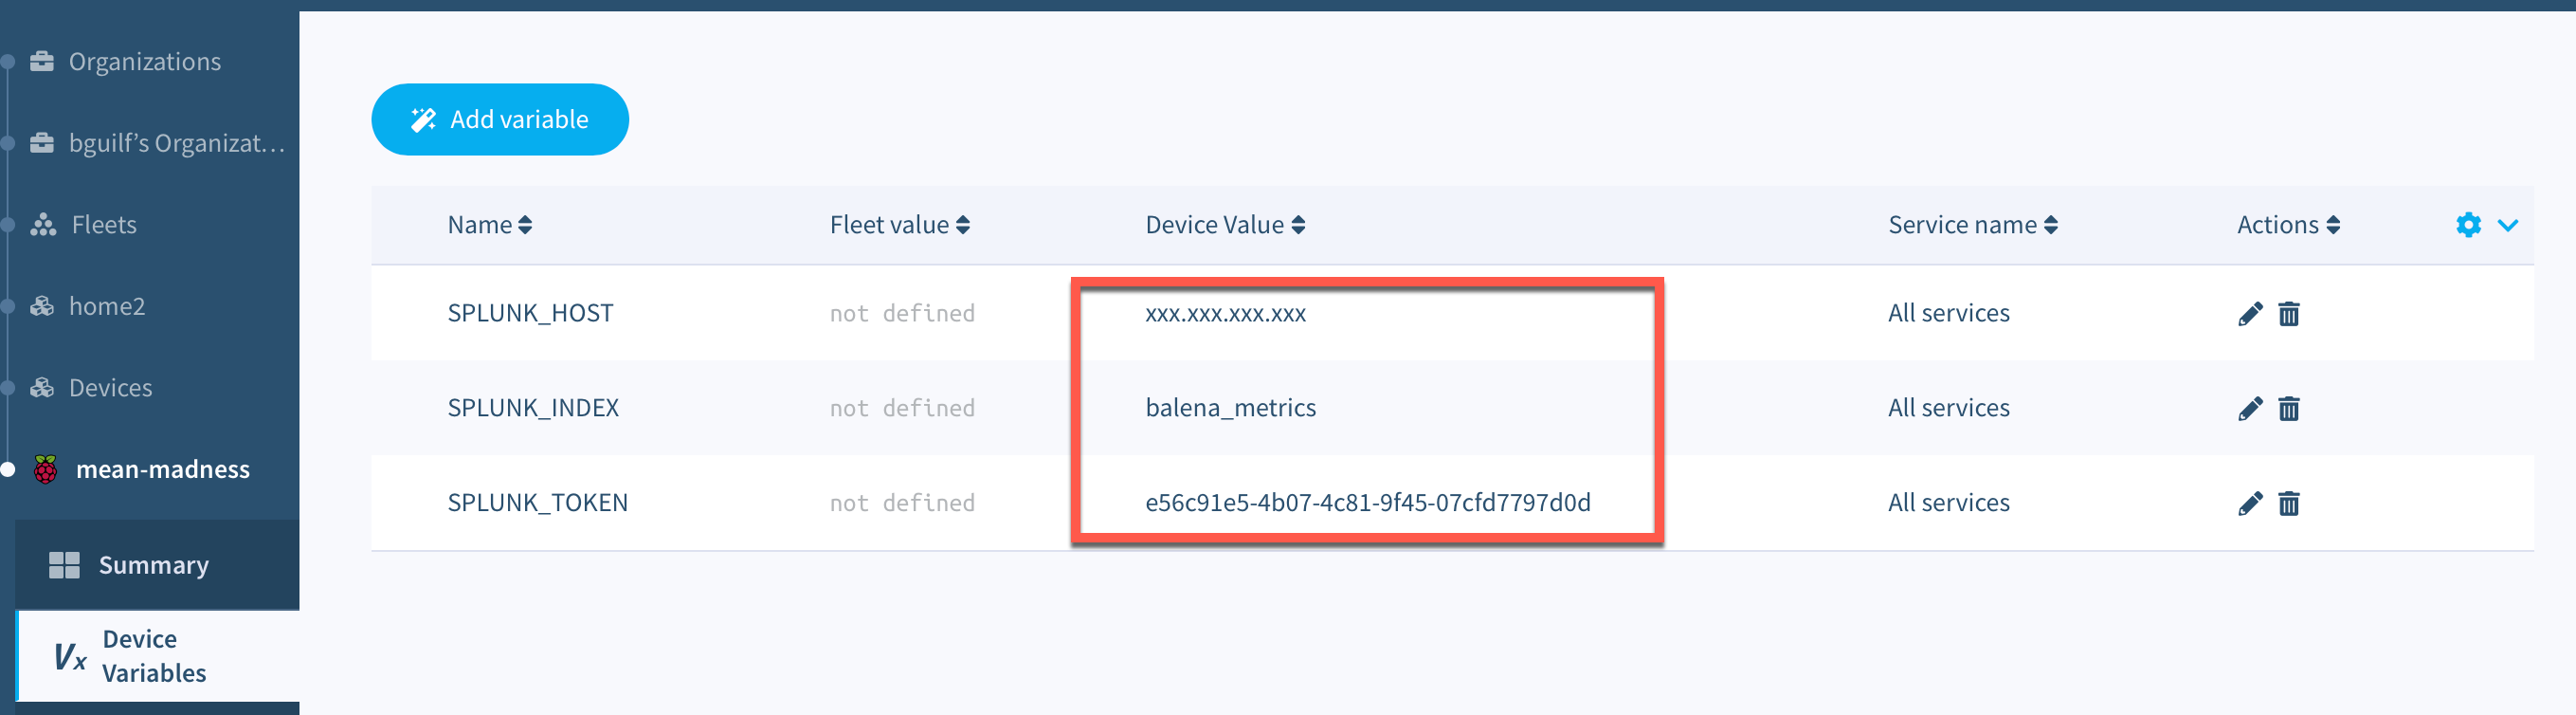 Organizations
bguilf’s Organizat...
Fleets
home2
Devices
mean-madness
Summary
Vx Device
Variables
Add variable
Name Fleet value Device Value Service name Actions
SPLUNK_HOST not defined xxx.xxx.xxx.xxx All services
SPLUNK_INDEX not defined balena_metrics All services
SPLUNK_TOKEN not defined e56c91e5-4b07-4c81-9f45-07cfd7797d0d All services